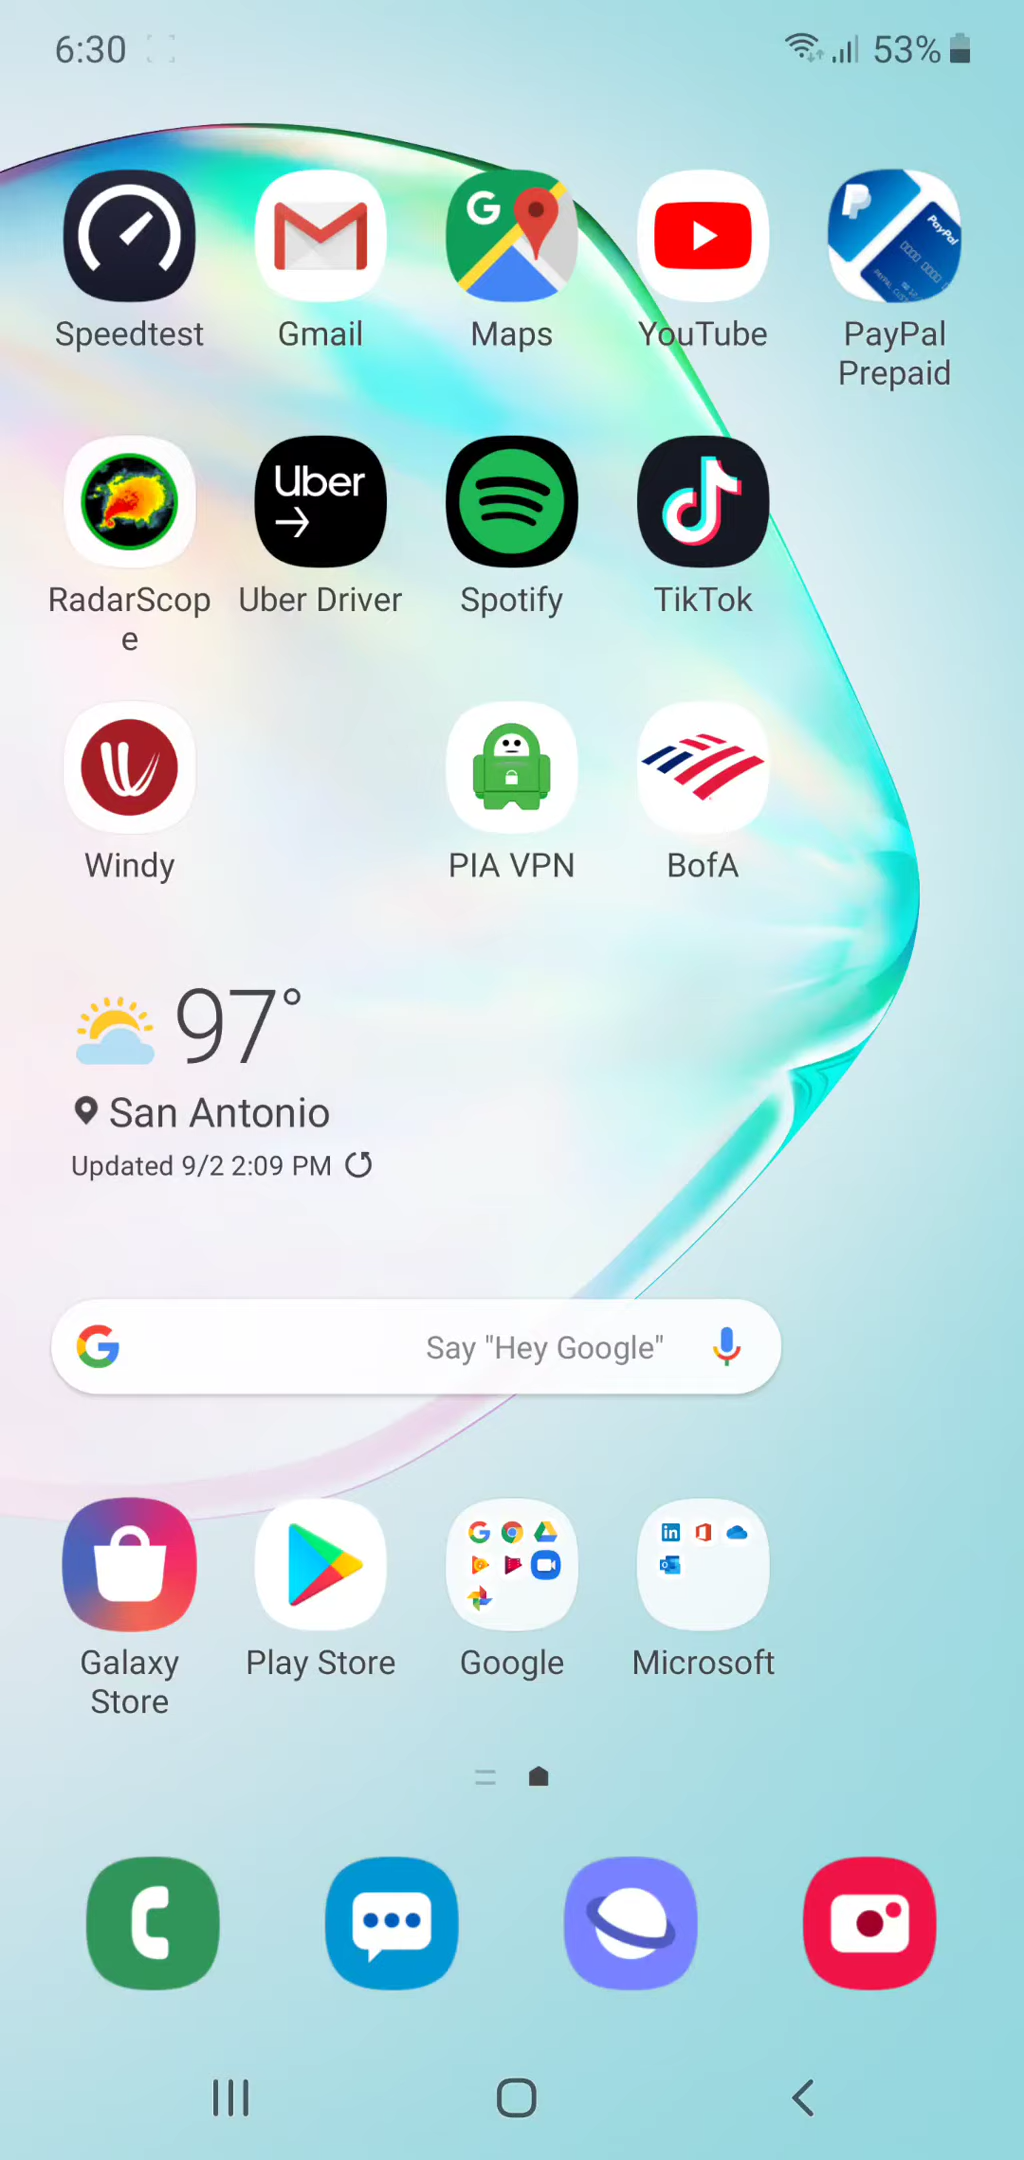 6:30
53%
Speedtest
Gmail
Maps
YouTube
PayPal
Prepaid
Uber
RadarScop
e
Uber Driver
Spotify
TikTok
Windy
PIA VPN
BofA
97°
San Antonio
Updated 9/2 2:09 PM
Say "Hey Google"
Galaxy
Store
Play Store
Google
Microsoft